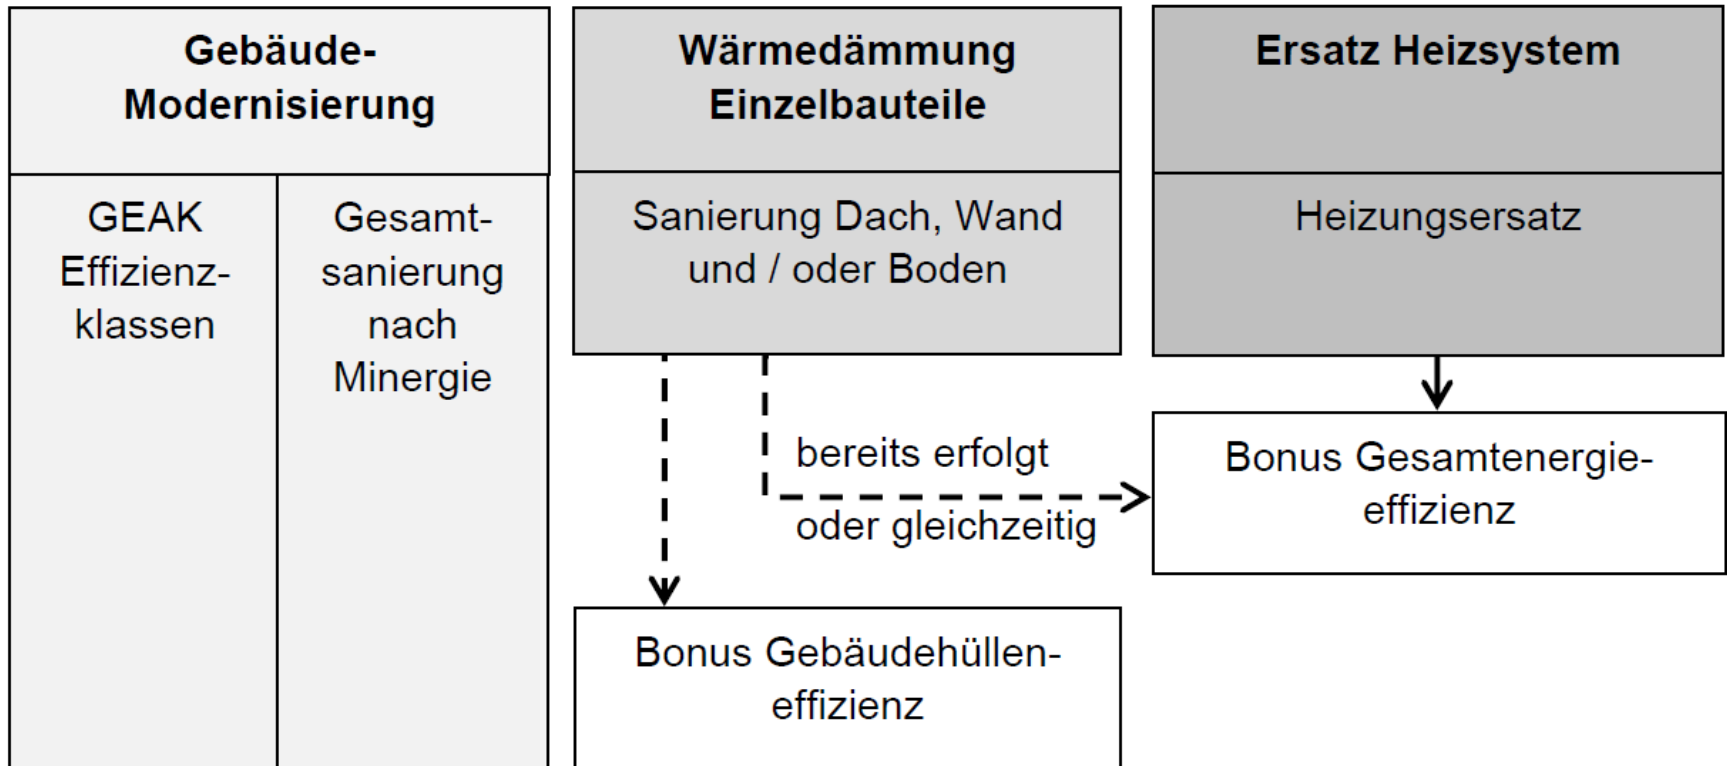 Gebäude-
Modernisierung
GEAK
Effizienz-
klassen
Gesamt-
sanierung
nach
Minergie
Wärmedämmung
Einzelbauteile
Sanierung Dach, Wand
und / oder Boden
bereits erfolgt
oder gleichzeitig
Bonus Gebäudehüllen-
effizienz
Ersatz Heizsystem
Heizungsersatz
Bonus Gesamtenergie-
effizienz